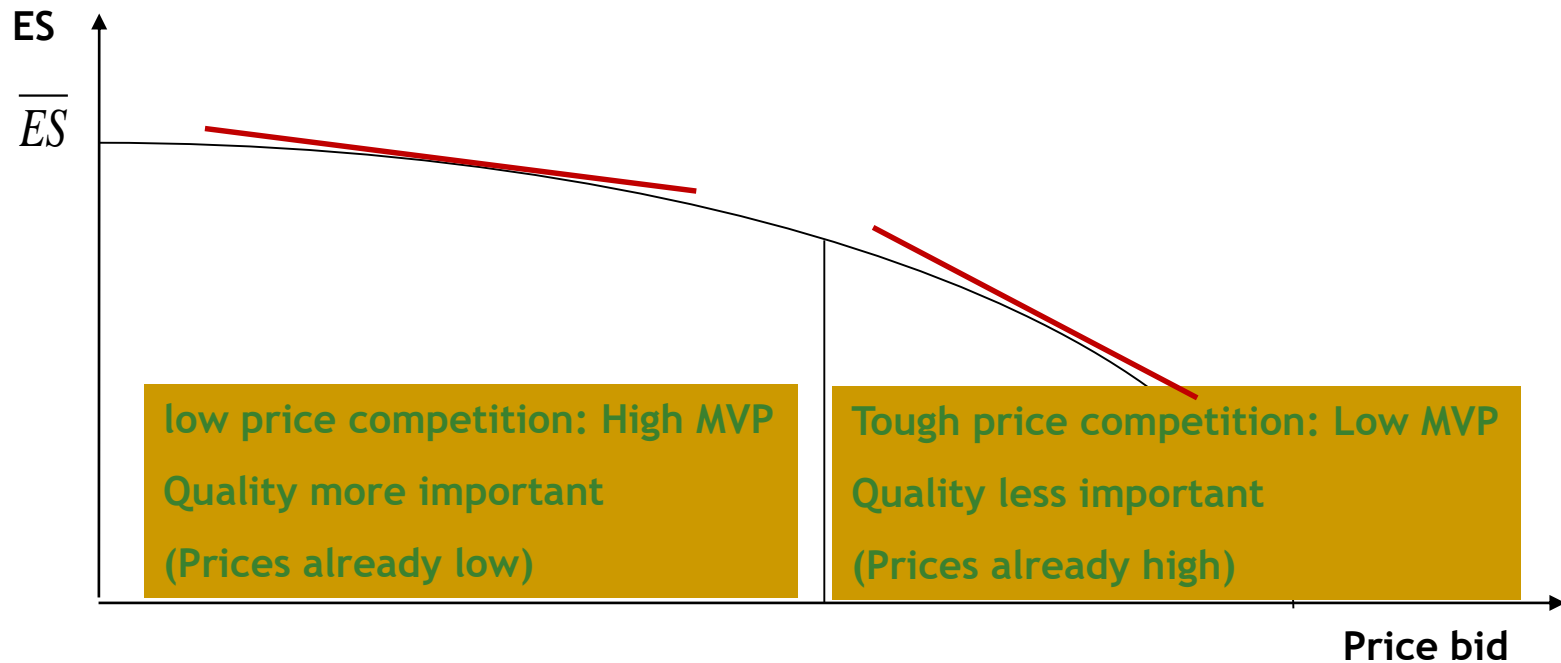 ES
E̅S̅
low price competition: High MVP
Quality more important
(Prices already low)
Tough price competition: Low MVP
Quality less important
(Prices already high)
Price bid